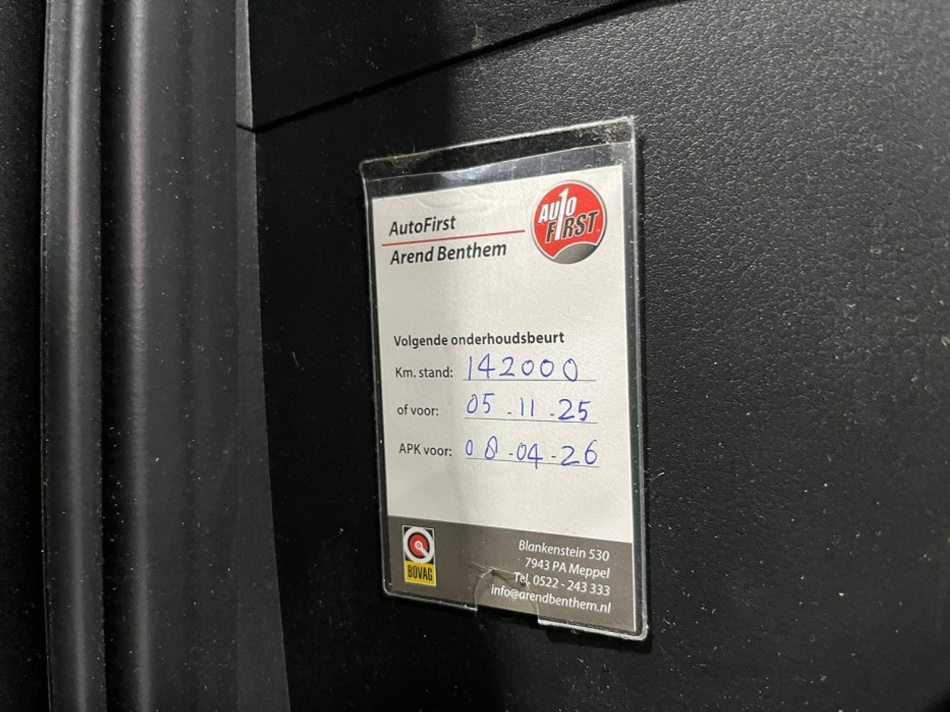 AutoFirst
Arend Benthem
AUTO
FIRST
Volgende onderhoudsbeurt
Km. stand: 142000
of voor: 05-11-25
APK voor: 08-04-26
BOVAG
Blankenstein 530
7943 PA Meppel
Tel. 0522 - 243 333
info@arendbenthem.nl